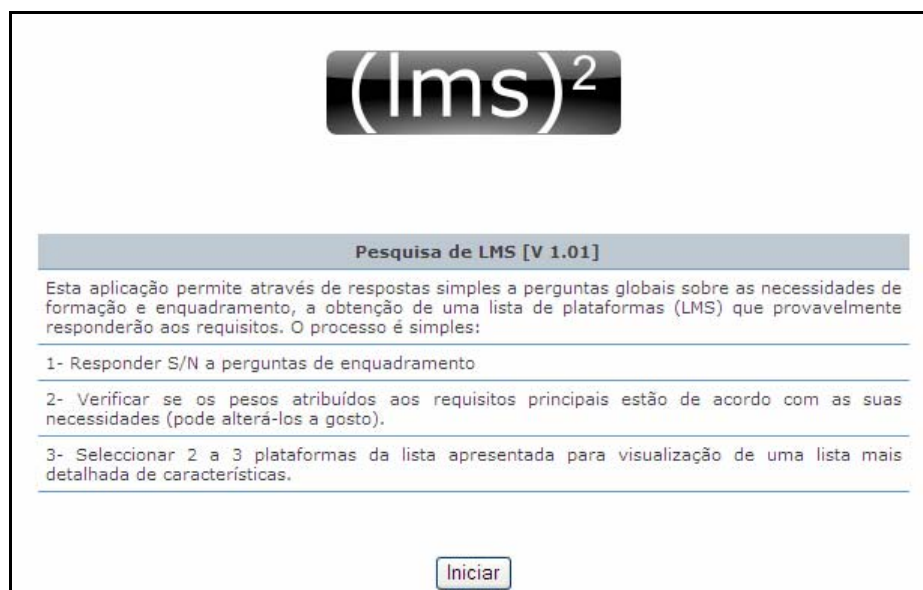 (lms)²
Pesquisa de LMS [V 1.01]
Esta aplicação permite através de respostas simples a perguntas globais sobre as necessidades de
formação e enquadramento, a obtenção de uma lista de plataformas (LMS) que provavelmente
responderão aos requisitos. O processo é simples:
1- Responder S/N a perguntas de enquadramento
2- Verificar se os pesos atribuídos aos requisitos principais estão de acordo com as suas
necessidades (pode alterá-los a gosto).
3- Seleccionar 2 a 3 plataformas da lista apresentada para visualização de uma lista mais
detalhada de características.
Iniciar